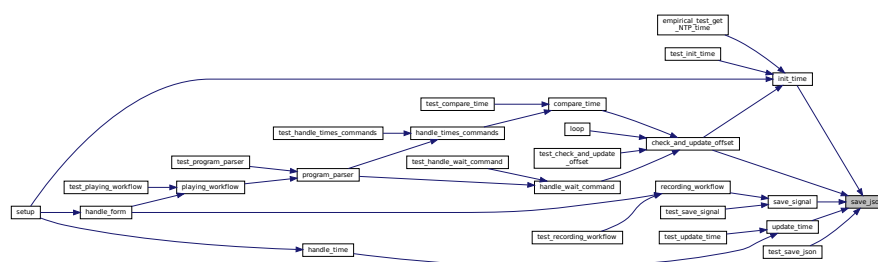 empirical_test_get
_NTP_time
test_init_time
init_time
test_compare_time
compare_time
loop
test_handle_times_commands
handle_times_commands
check_and_update_offset
test_check_and_update
_offset
test_program_parser
test_handle_wait_command
program_parser
test_playing_workflow
playing_workflow
handle_wait_command
recording_workflow
save_signal
save_jso
setup
handle_form
test_save_signal
update_time
test_recording_workflow
test_update_time
handle_time
test_save_json